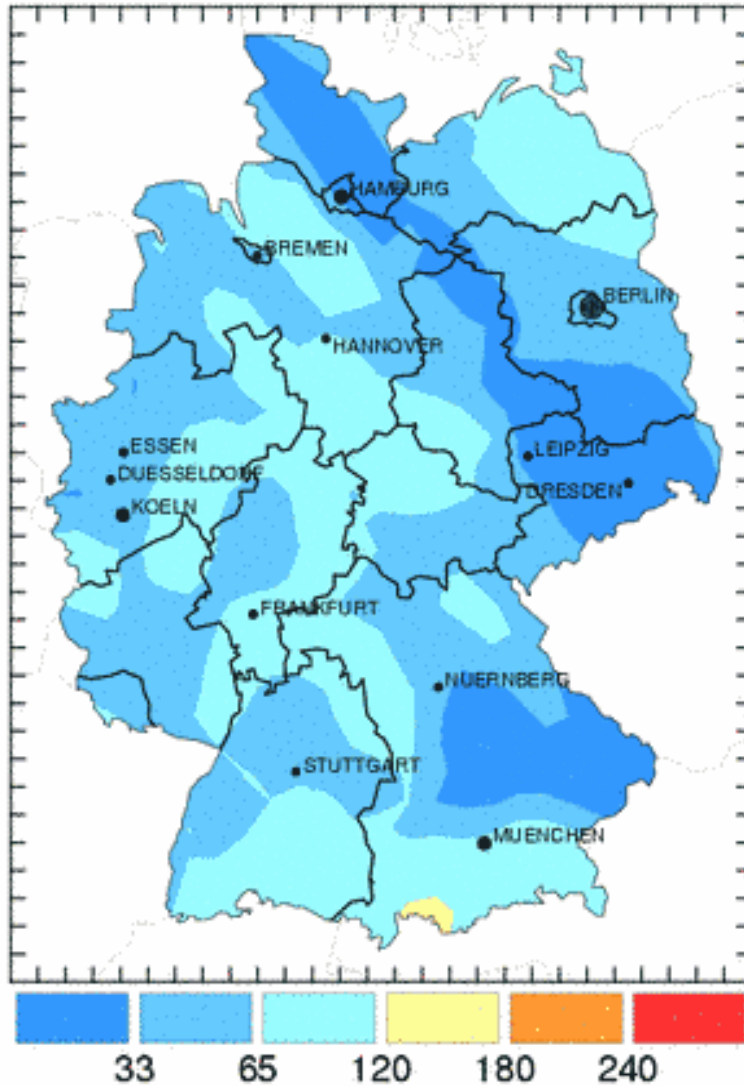 HAMBURG
BREMEN
BERLIN
HANNOVER
ESSEN
LEIPZIG
DUESSELDORF
DRESDEN
KOELN
FRANKFURT
NUERNBERG
STUTTGART
MUENCHEN
33 65 120 180 240